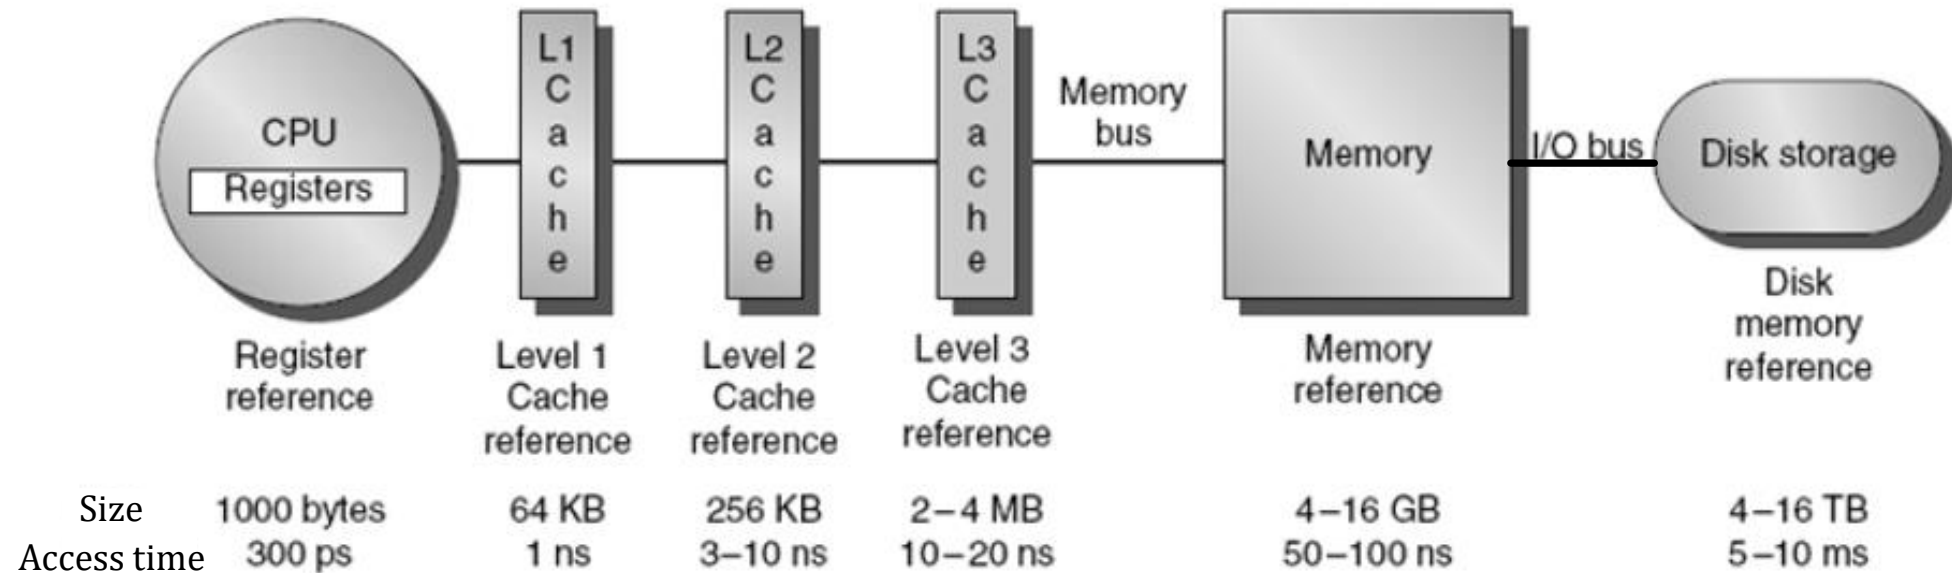 CPU
Registers
L1
C
a
c
h
e
L2
C
a
c
h
e
L3
C
a
c
h
e
Memory
bus
Memory
I/O bus
Disk storage
Register
reference
Level 1
Cache
reference
Level 2
Cache
reference
Level 3
Cache
reference
Memory
reference
Disk
memory
reference
Size 1000 bytes 64 KB 256 KB 2–4 MB 4–16 GB 4–16 TB
Access time 300 ps 1 ns 3–10 ns 10–20 ns 50–100 ns 5–10 ms